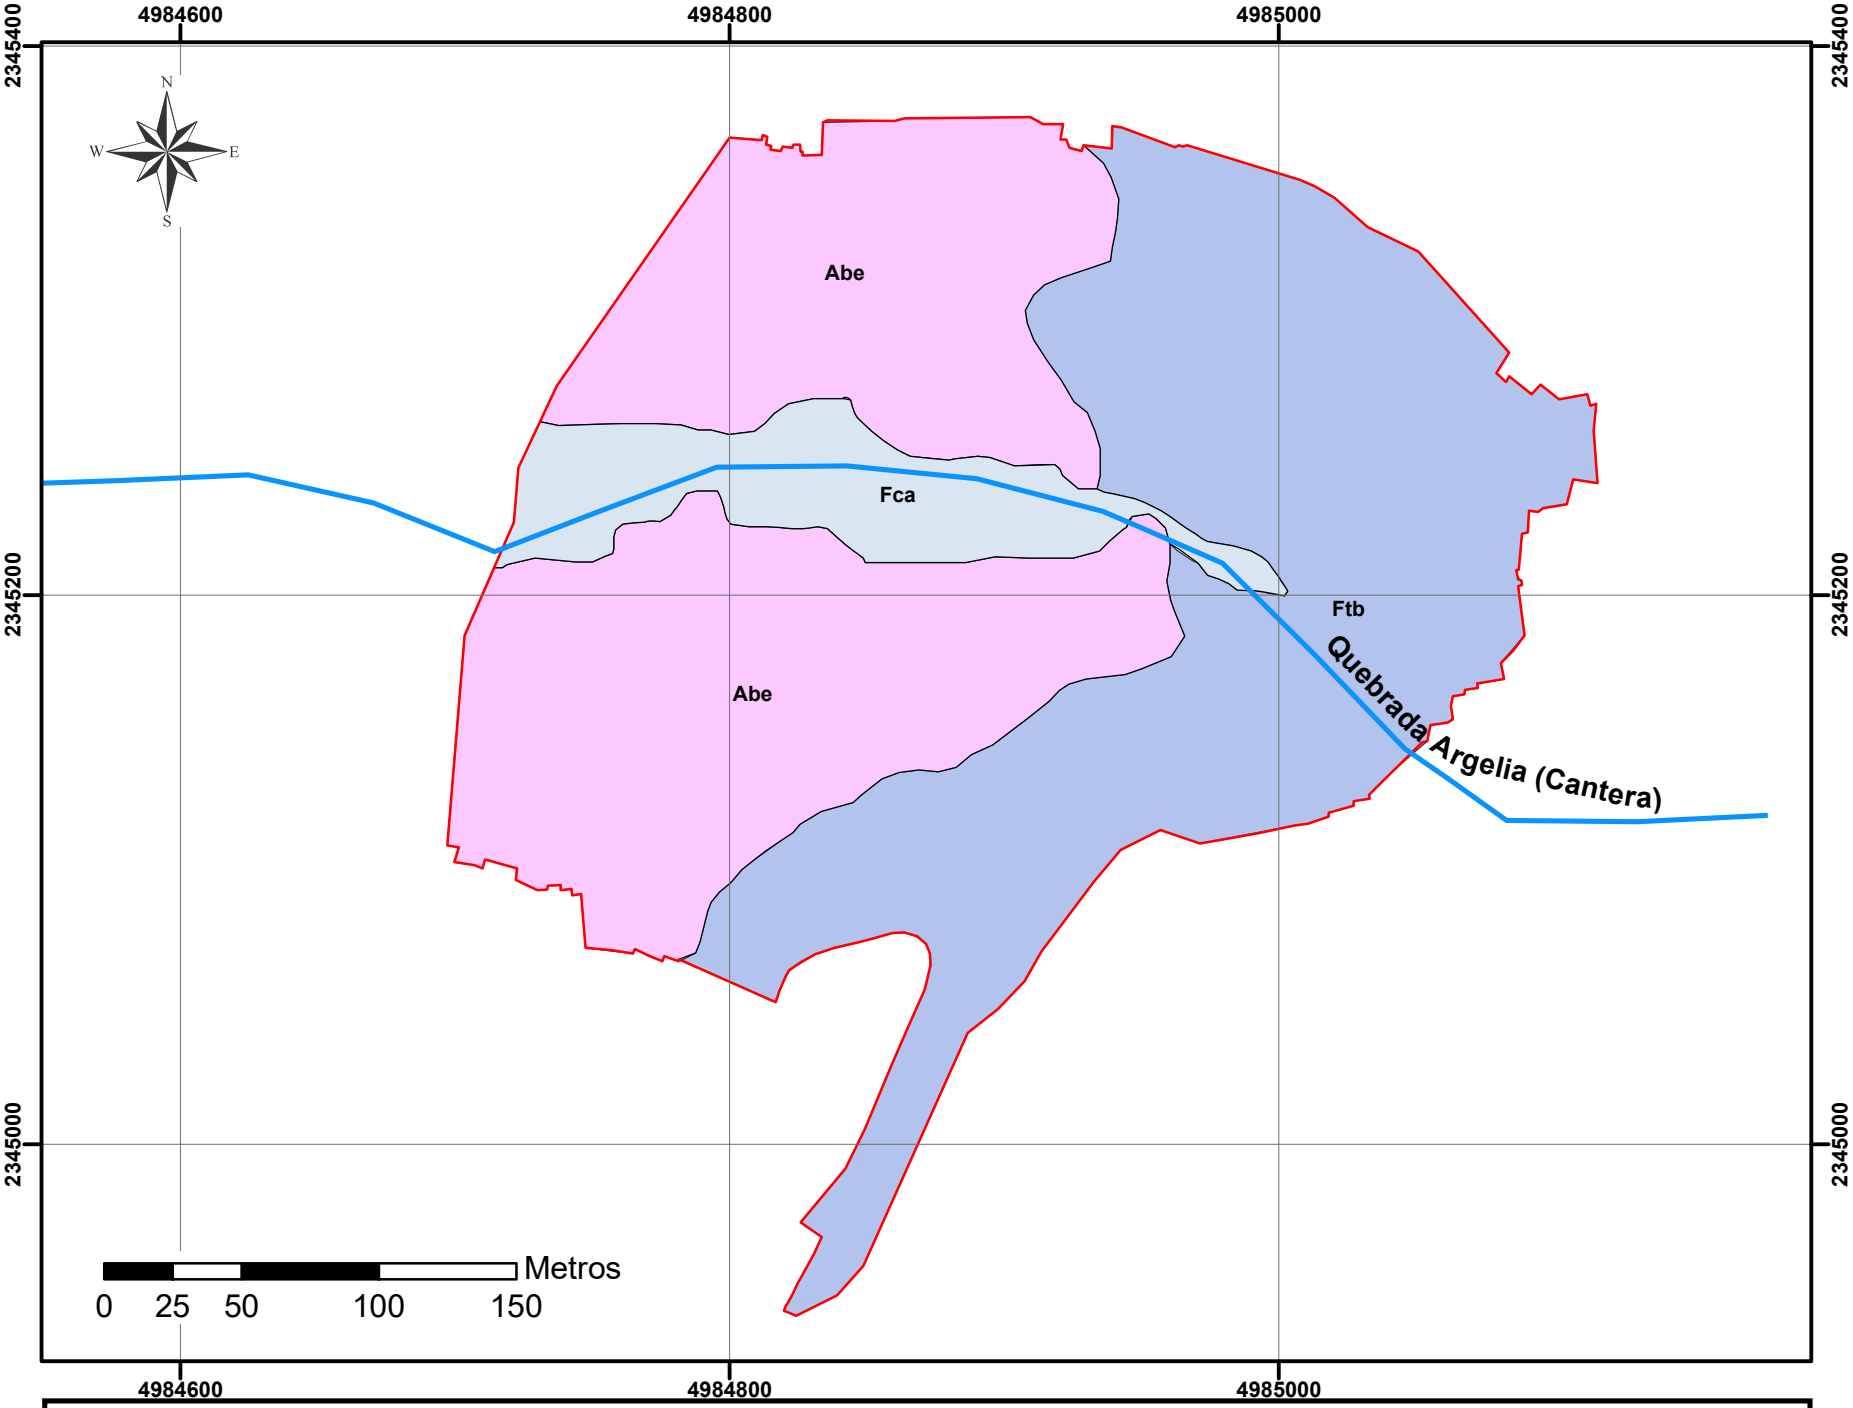 4984600 4984800 4985000
2345400 2345400
N
W E
S
Abe
Fca
2345200 2345200
Ftb
Quebrada Argelia (Cantera)
Abe
2345000 2345000
Metros
0 25 50 100 150
4984600 4984800 4985000